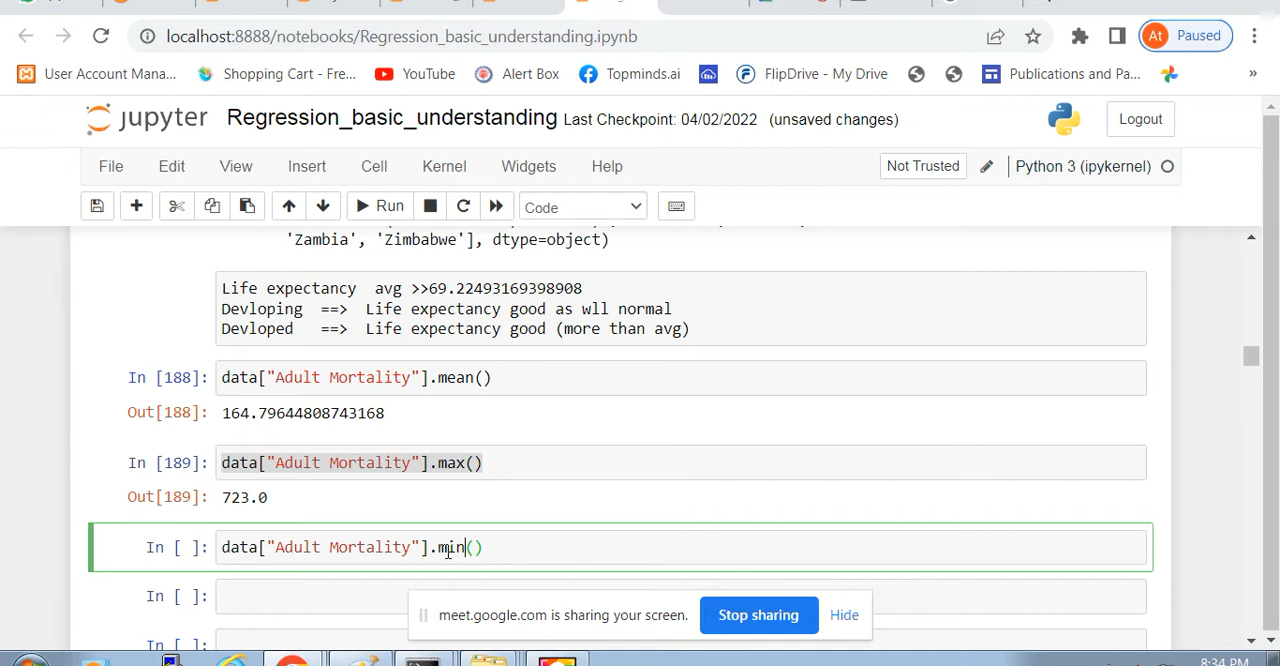 localhost:8888/notebooks/Regression_basic_understanding.ipynb
At Paused
User Account Mana... Shopping Cart - Fre... YouTube Alert Box Topminds.ai FlipDrive - My Drive Publications and Pa... »
jupyter Regression_basic_understanding Last Checkpoint: 04/02/2022 (unsaved changes) Logout
File Edit View Insert Cell Kernel Widgets Help Not Trusted Python 3 (ipykernel)
Run Code
'Zambia', 'Zimbabwe'], dtype=object)
Life expectancy avg >>69.22493169398908
Devloping ==> Life expectancy good as wll normal
Devloped ==> Life expectancy good (more than avg)
In [188]: data["Adult Mortality"].mean()
Out[188]: 164.79644808743168
In [189]: data["Adult Mortality"].max()
Out[189]: 723.0
In [ ]: data["Adult Mortality"].min()
In [ ]:
meet.google.com is sharing your screen. Stop sharing Hide
In [ ]:
8:34 PM